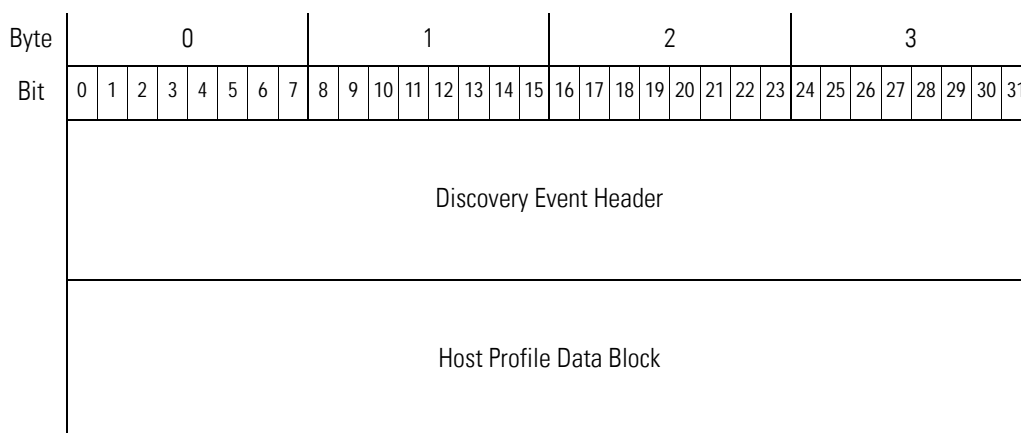 Byte 0 1 2 3
Bit 0 1 2 3 4 5 6 7 8 9 10 11 12 13 14 15 16 17 18 19 20 21 22 23 24 25 26 27 28 29 30 31
Discovery Event Header
Host Profile Data Block